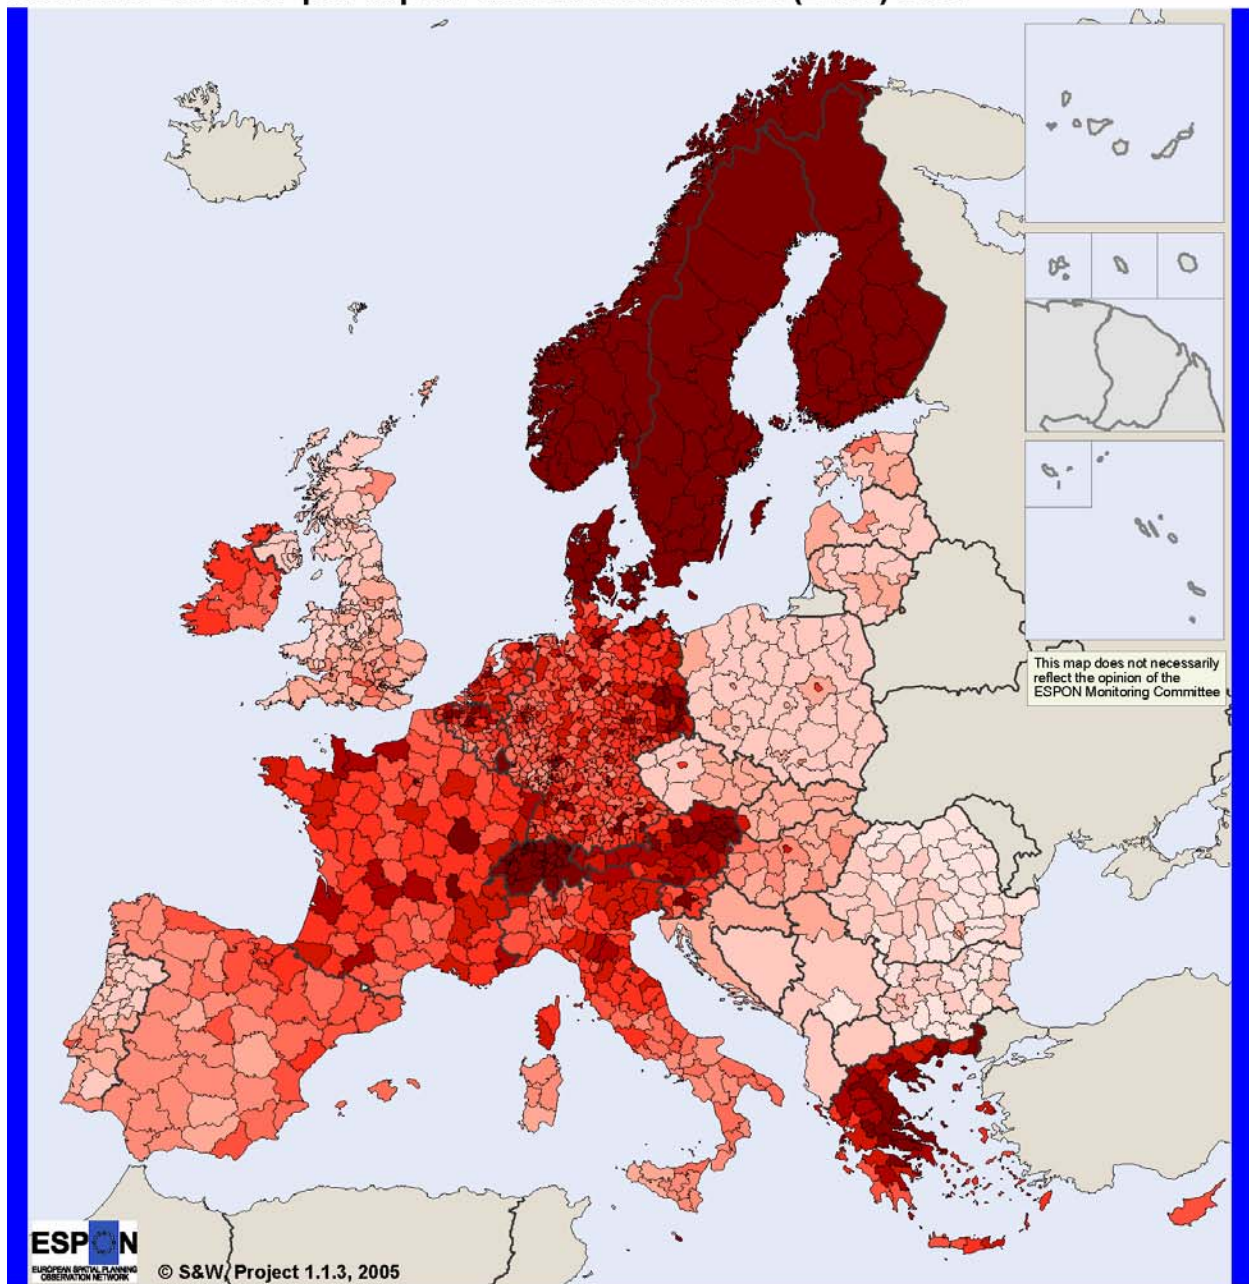 This map does not necessarily
reflect the opinion of the
ESPON Monitoring Committee
ESPON
EUROPEAN SPATIAL PLANNING
OBSERVATION NETWORK
© S&W, Project 1.1.3, 2005